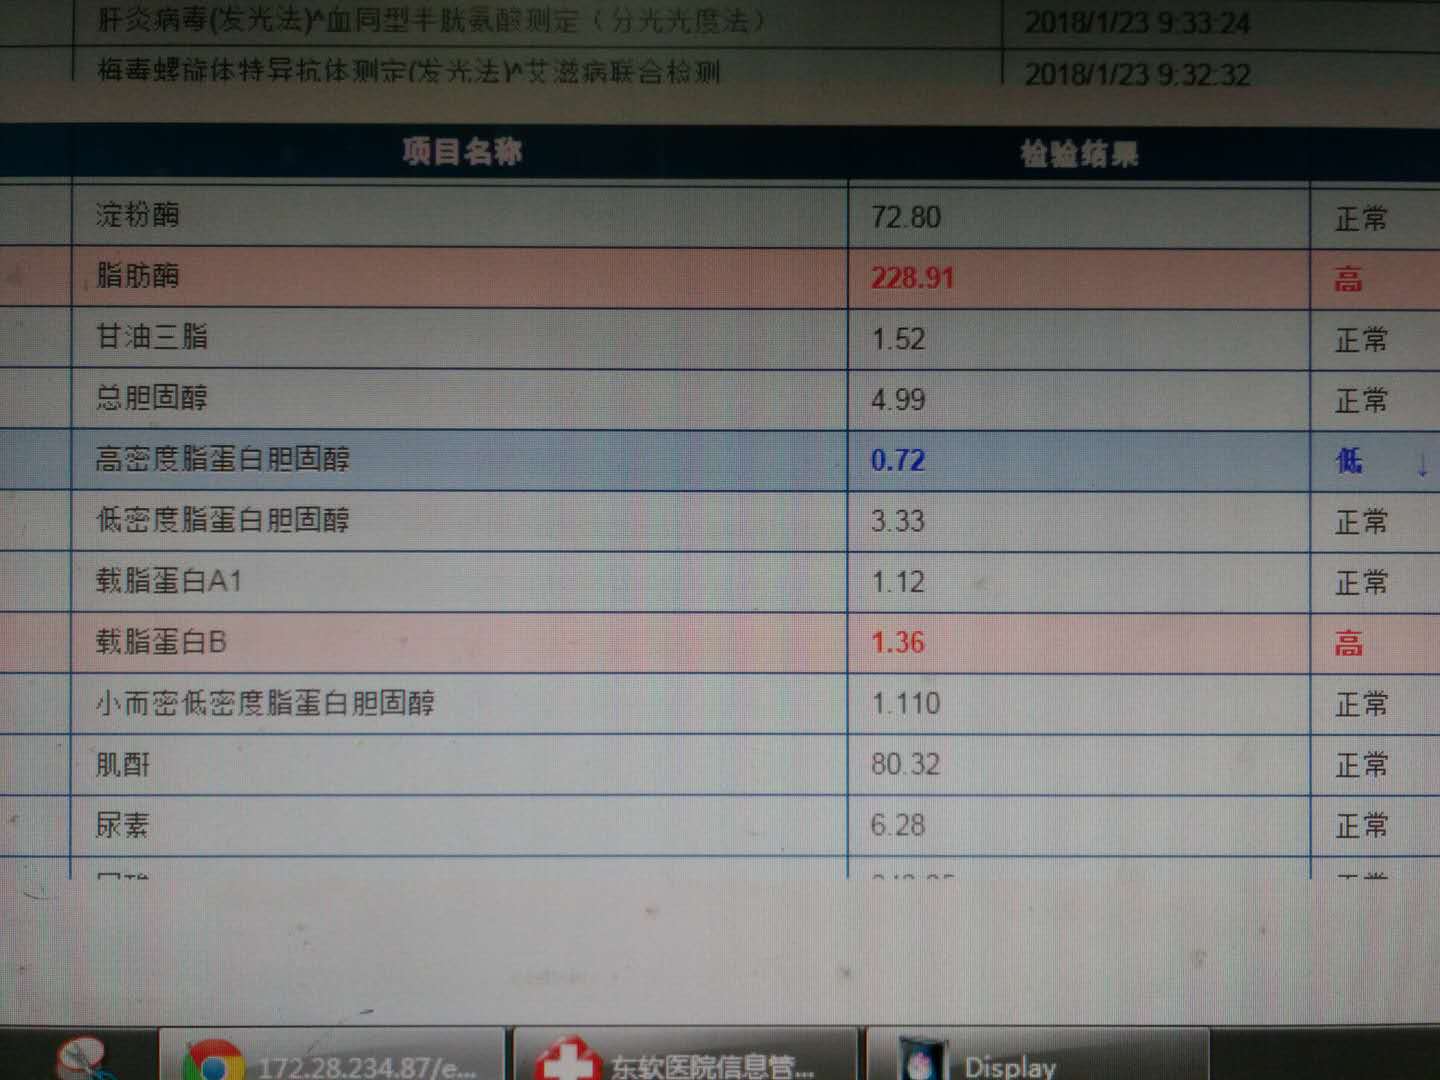 肝炎病毒(发光法)^血同型半胱氨酸测定（分光光度法） 2018/1/23 9:33:24
梅毒螺旋体特异抗体测定(发光法)^艾滋病联合检测 2018/1/23 9:32:32
项目名称 检验结果
淀粉酶 72.80 正常
脂肪酶 228.91 高
甘油三脂 1.52 正常
总胆固醇 4.99 正常
高密度脂蛋白胆固醇 0.72 低 ↓
低密度脂蛋白胆固醇 3.33 正常
载脂蛋白A1 1.12 正常
载脂蛋白B 1.36 高
小而密低密度脂蛋白胆固醇 1.110 正常
肌酐 80.32 正常
尿素 6.28 正常
172.28.234.87/e... 东软医院信息管... Display